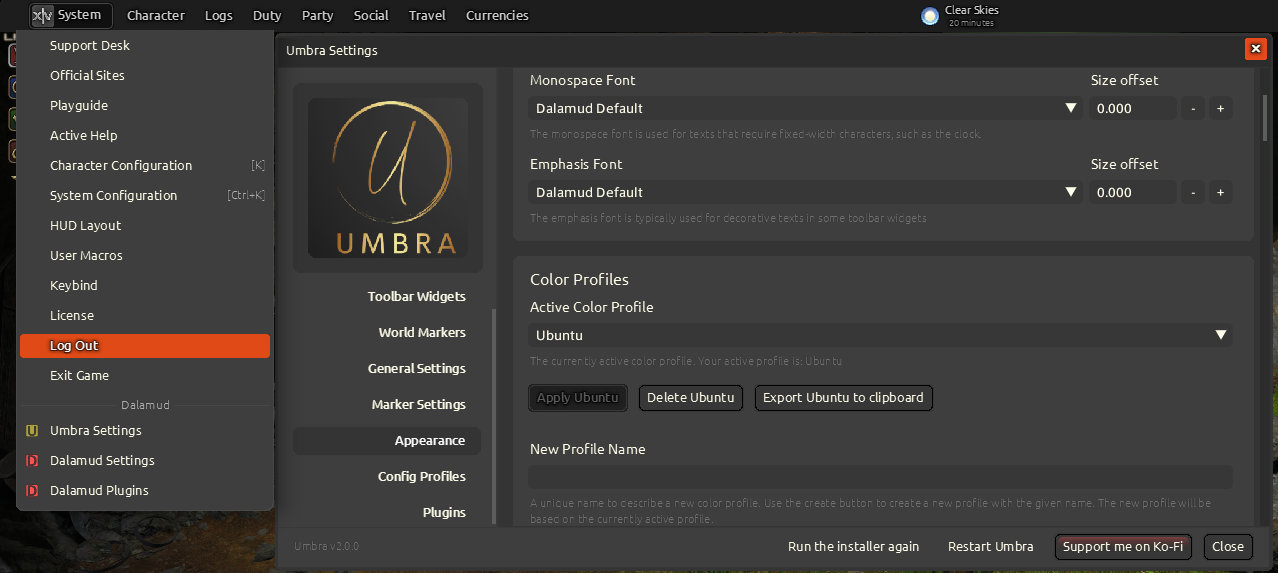 XIV System Character Logs Duty Party Social Travel Currencies
Clear Skies
20 minutes
Support Desk
Official Sites
Playguide
Active Help
Character Configuration [K]
System Configuration [Ctrl+K]
HUD Layout
User Macros
Keybind
License
Log Out
Exit Game
Dalamud
U Umbra Settings
D Dalamud Settings
D Dalamud Plugins
Umbra Settings
U
UMBRA
Toolbar Widgets
World Markers
General Settings
Marker Settings
Appearance
Config Profiles
Plugins
Monospace Font Size offset
Dalamud Default 0.000 - +
The monospace font is used for texts that require fixed-width characters, such as the clock.
Emphasis Font Size offset
Dalamud Default 0.000 - +
The emphasis font is typically used for decorative texts in some toolbar widgets
Color Profiles
Active Color Profile
Ubuntu
The currently active color profile. Your active profile is: Ubuntu
Apply Ubuntu Delete Ubuntu Export Ubuntu to clipboard
New Profile Name
A unique name to describe a new color profile. Use the create button to create a new profile with the given name. The new profile will be
based on the currently active profile.
Umbra v2.0.0 Run the installer again Restart Umbra Support me on Ko-Fi Close